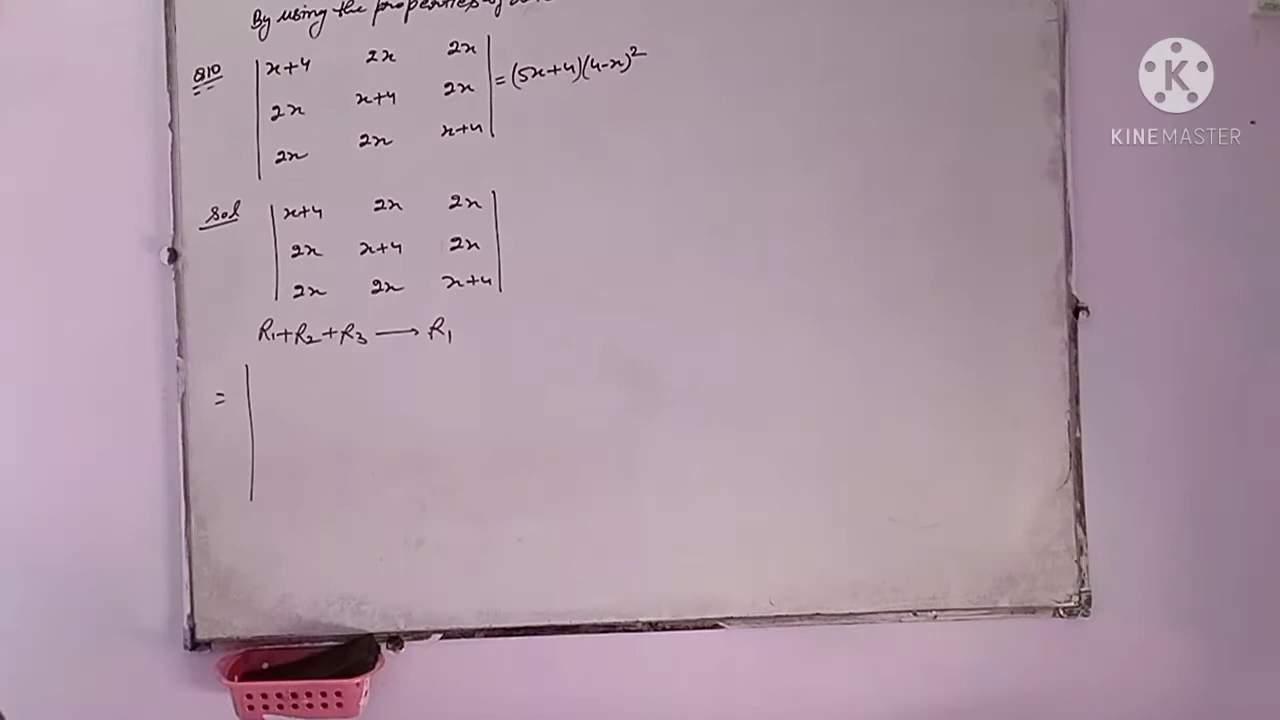 By using the properties of
Q10 | x+4 2x 2x | = (5x+4)(4-x)²
2x x+4 2x
2x 2x x+4
Sol | x+4 2x 2x |
2x x+4 2x
2x 2x x+4
R₁+R₂+R₃ → R₁
= |
KINEMASTER